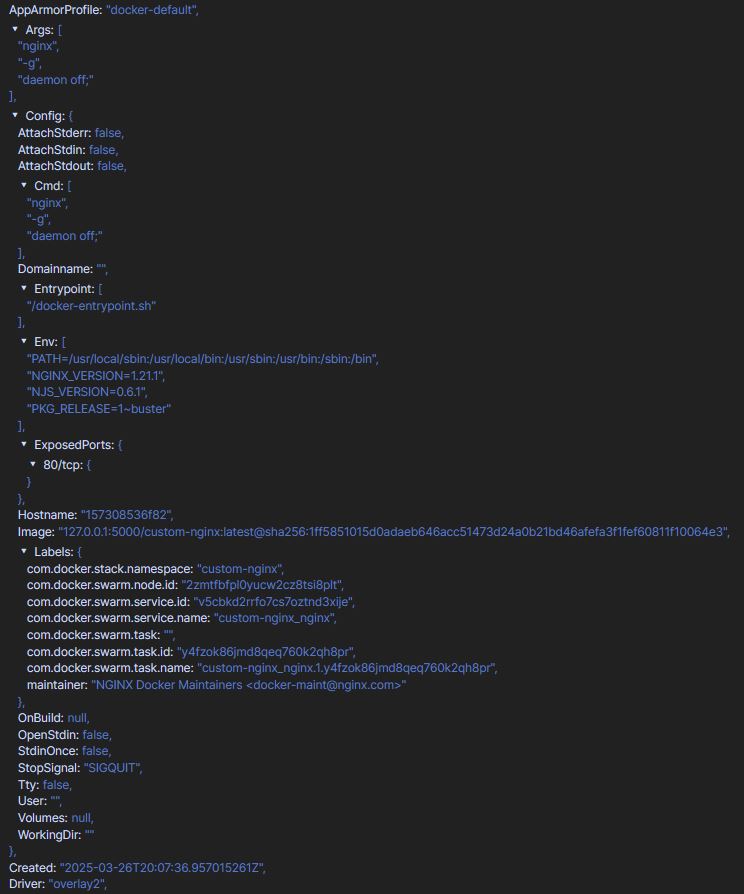 AppArmorProfile: "docker-default",
Args: [
"nginx",
"-g",
"daemon off;"
],
Config: {
AttachStderr: false,
AttachStdin: false,
AttachStdout: false,
Cmd: [
"nginx",
"-g",
"daemon off;"
],
Domainname: "",
Entrypoint: [
"/docker-entrypoint.sh"
],
Env: [
"PATH=/usr/local/sbin:/usr/local/bin:/usr/sbin:/usr/bin:/sbin:/bin",
"NGINX_VERSION=1.21.1",
"NJS_VERSION=0.6.1",
"PKG_RELEASE=1~buster"
],
ExposedPorts: {
80/tcp: {
}
},
Hostname: "157308536f82",
Image: "127.0.0.1:5000/custom-nginx:latest@sha256:1ff5851015d0adaeb646acc51473d24a0b21bd46afefa3f1fef60811f10064e3",
Labels: {
com.docker.stack.namespace: "custom-nginx",
com.docker.swarm.node.id: "2zmtfbfpl0yucw2cz8tsi8plt",
com.docker.swarm.service.id: "v5cbkd2rrfo7cs7oztnd3xije",
com.docker.swarm.service.name: "custom-nginx_nginx",
com.docker.swarm.task: "",
com.docker.swarm.task.id: "y4fzok86jmd8qeq760k2qh8pr",
com.docker.swarm.task.name: "custom-nginx_nginx.1.y4fzok86jmd8qeq760k2qh8pr",
maintainer: "NGINX Docker Maintainers <docker-maint@nginx.com>"
},
OnBuild: null,
OpenStdin: false,
StdinOnce: false,
StopSignal: "SIGQUIT",
Tty: false,
User: "",
Volumes: null,
WorkingDir: ""
},
Created: "2025-03-26T20:07:36.957015261Z",
Driver: "overlay2",